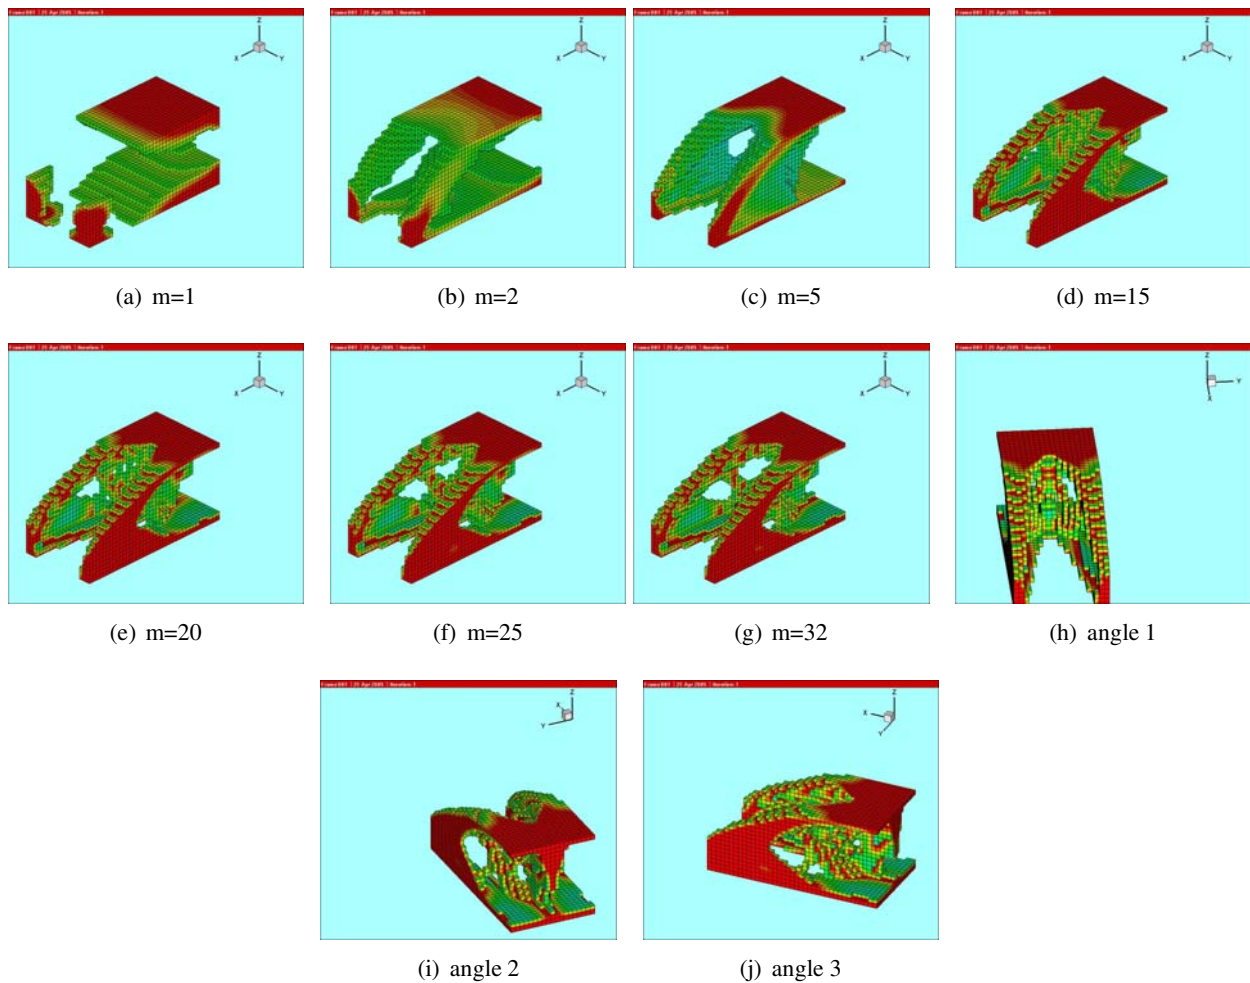 Z
X Y
Z
X Y
Z
X Y
Z
X Y
(a) m=1
(b) m=2
(c) m=5
(d) m=15
Z
X Y
Z
X Y
Z
X Y
Z
Y
X
(e) m=20
(f) m=25
(g) m=32
(h) angle 1
Z
X
Y
Z
X
Y
(i) angle 2
(j) angle 3